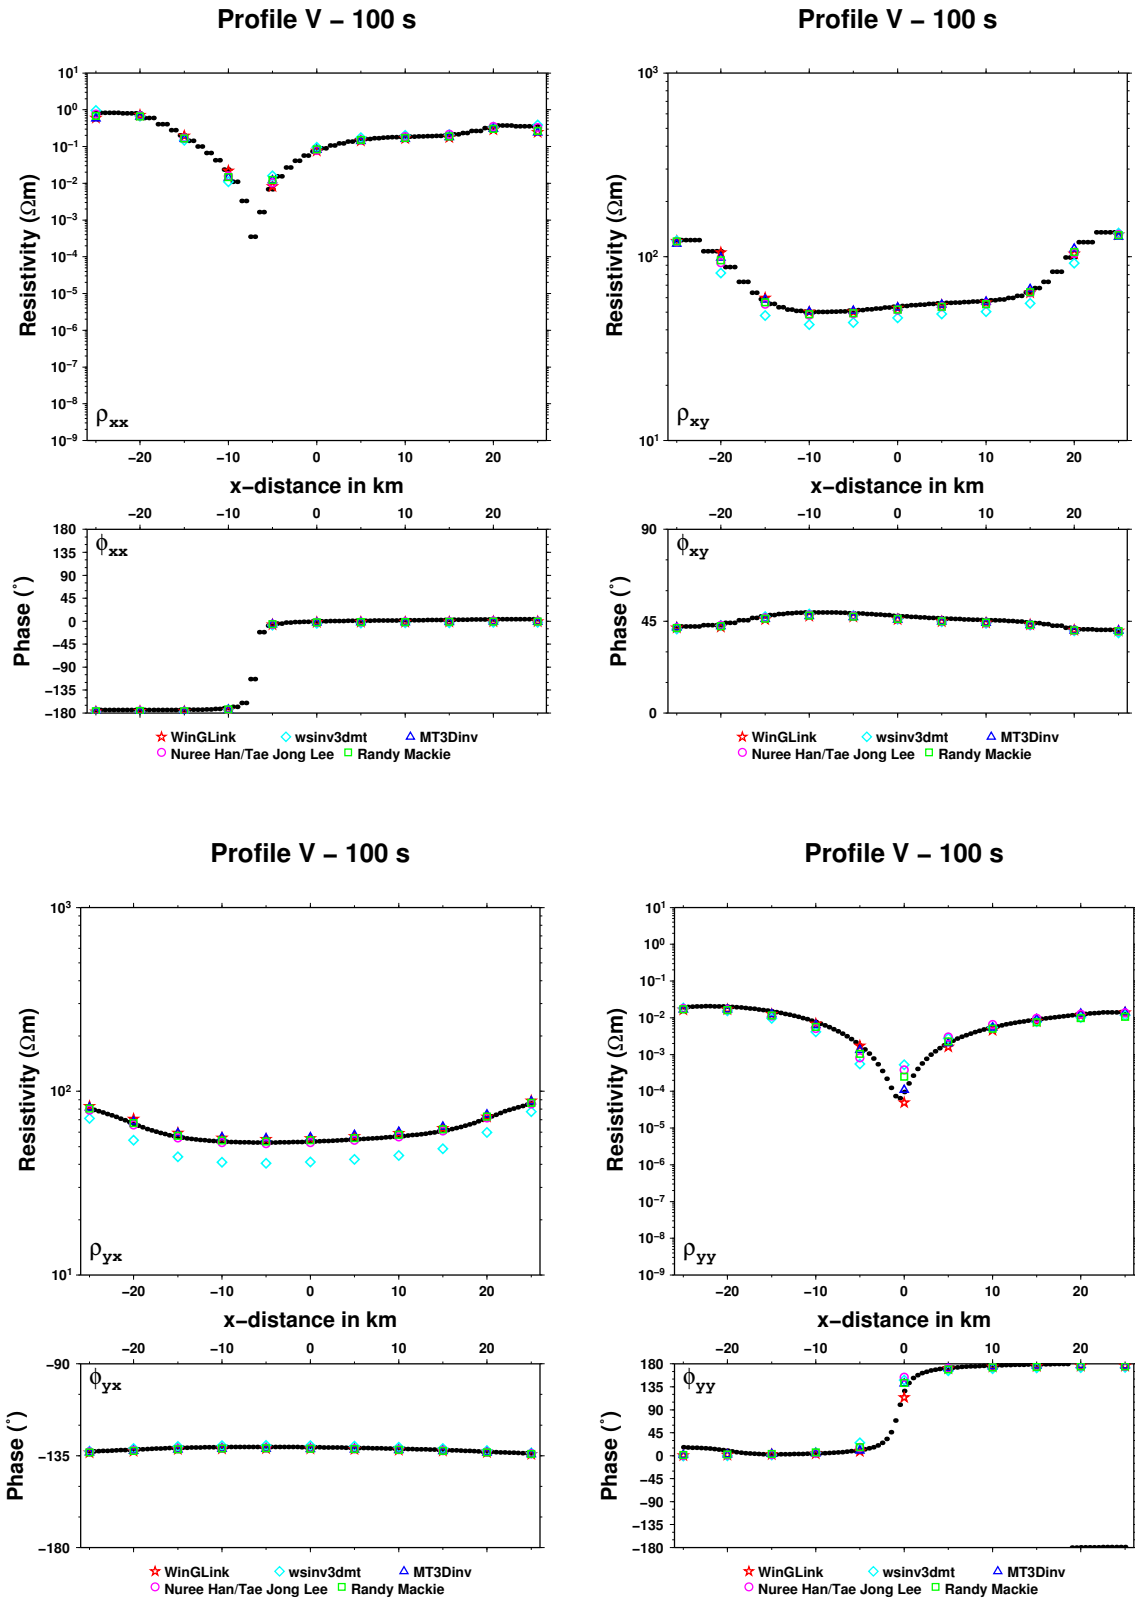 Profile V − 100 s
10¹
10⁰
10⁻¹
10⁻²
10⁻³
10⁻⁴
10⁻⁵
10⁻⁶
10⁻⁷
10⁻⁸
10⁻⁹
Resistivity (Ωm)
ρxx
−20 −10 0 10 20
x−distance in km
−20 −10 0 10 20
180
135
90
45
0
−45
−90
−135
−180
Phase (°)
ϕxx
WinGLink wsinv3dmt MT3Dinv
Nuree Han/Tae Jong Lee Randy Mackie
Profile V − 100 s
10³
10²
10¹
Resistivity (Ωm)
ρxy
−20 −10 0 10 20
x−distance in km
−20 −10 0 10 20
90
45
0
Phase (°)
ϕxy
WinGLink wsinv3dmt MT3Dinv
Nuree Han/Tae Jong Lee Randy Mackie
Profile V − 100 s
10³
10²
10¹
Resistivity (Ωm)
ρyx
−20 −10 0 10 20
x−distance in km
−20 −10 0 10 20
−90
−135
−180
Phase (°)
ϕyx
WinGLink wsinv3dmt MT3Dinv
Nuree Han/Tae Jong Lee Randy Mackie
Profile V − 100 s
10¹
10⁰
10⁻¹
10⁻²
10⁻³
10⁻⁴
10⁻⁵
10⁻⁶
10⁻⁷
10⁻⁸
10⁻⁹
Resistivity (Ωm)
ρyy
−20 −10 0 10 20
x−distance in km
−20 −10 0 10 20
180
135
90
45
0
−45
−90
−135
−180
Phase (°)
ϕyy
WinGLink wsinv3dmt MT3Dinv
Nuree Han/Tae Jong Lee Randy Mackie